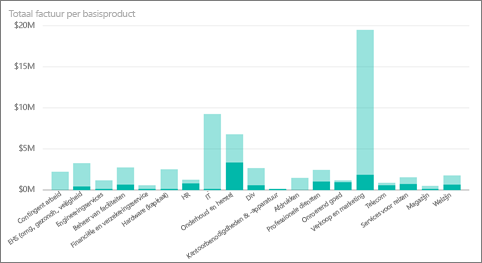 Totaal factuur per basisproduct
$20M
$15M
$10M
$5M
$0M
Contingent arbeid
EHS (omg., gezondh., veiligheid
Engineeringservices
Beheer van faciliteiten
Financiële en verzekeringsservice
Hardware (kapitaal)
HR
IT
Onderhoud en herstel
Div
Kantoorbenodigdheden & -apparatuur
Afdrukken
Professionele diensten
Onroerend goed
Verkoop en marketing
Telecom
Services voor reizen
Magazijn
Welzijn